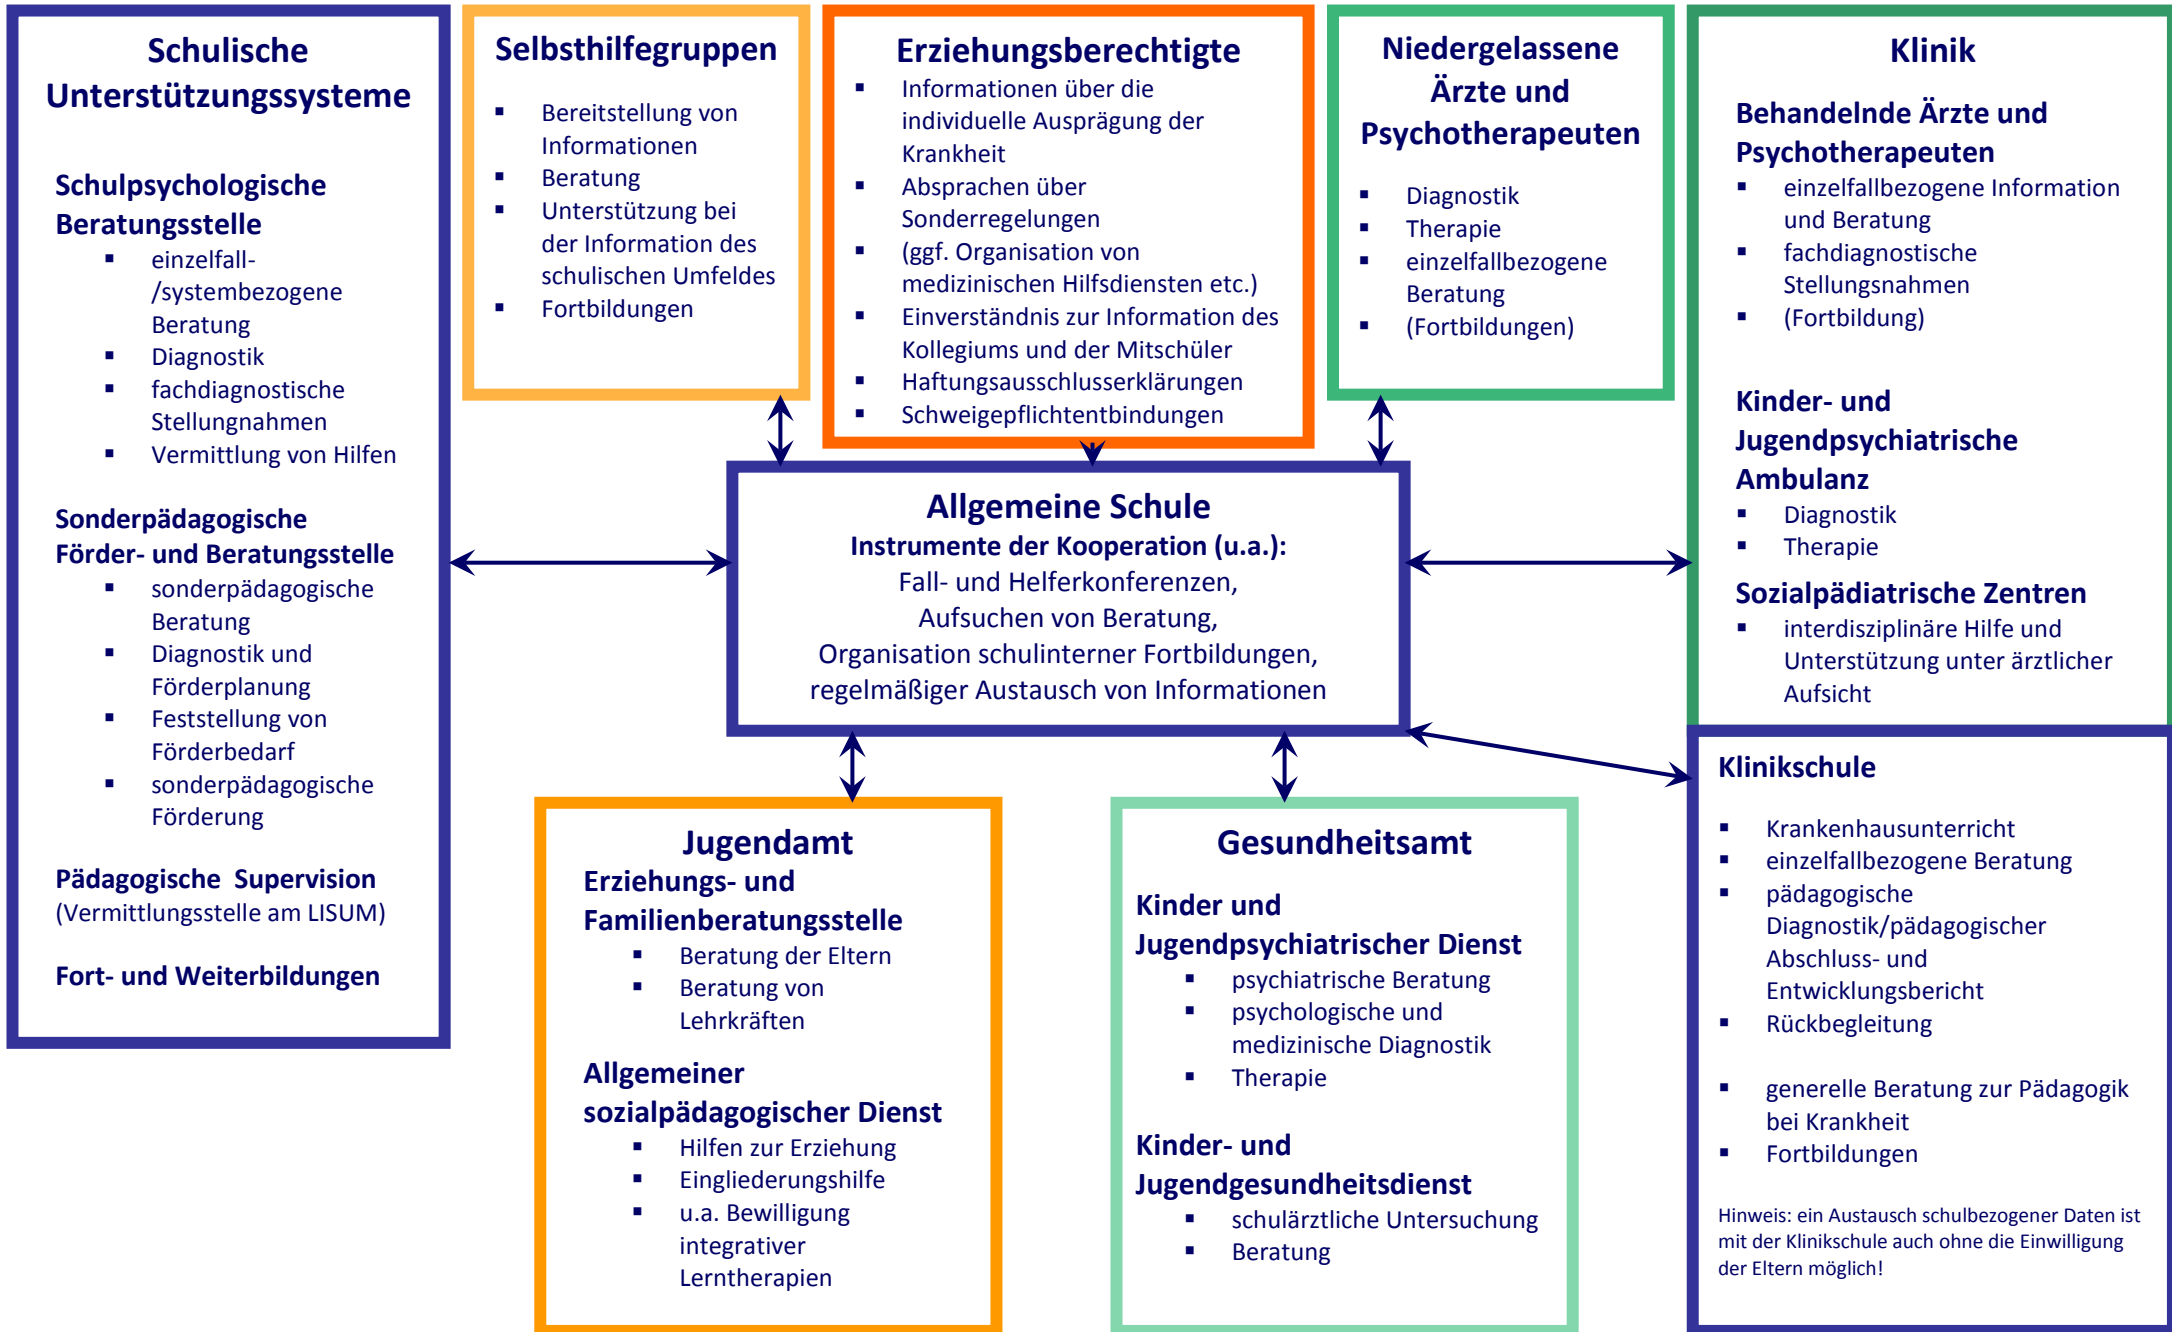 Schulische
Unterstützungssysteme
Schulpsychologische
Beratungsstelle
▪ einzelfall-
/systembezogene
Beratung
▪ Diagnostik
▪ fachdiagnostische
Stellungnahmen
▪ Vermittlung von Hilfen
Sonderpädagogische
Förder- und Beratungsstelle
▪ sonderpädagogische
Beratung
▪ Diagnostik und
Förderplanung
▪ Feststellung von
Förderbedarf
▪ sonderpädagogische
Förderung
Pädagogische Supervision
(Vermittlungsstelle am LISUM)
Fort- und Weiterbildungen
Selbsthilfegruppen
▪ Bereitstellung von
Informationen
▪ Beratung
▪ Unterstützung bei
der Information des
schulischen Umfeldes
▪ Fortbildungen
Erziehungsberechtigte
▪ Informationen über die
individuelle Ausprägung der
Krankheit
▪ Absprachen über
Sonderregelungen
▪ (ggf. Organisation von
medizinischen Hilfsdiensten etc.)
▪ Einverständnis zur Information des
Kollegiums und der Mitschüler
▪ Haftungsausschlusserklärungen
▪ Schweigepflichtentbindungen
Niedergelassene
Ärzte und
Psychotherapeuten
▪ Diagnostik
▪ Therapie
▪ einzelfallbezogene
Beratung
▪ (Fortbildungen)
Klinik
Behandelnde Ärzte und
Psychotherapeuten
▪ einzelfallbezogene Information
und Beratung
▪ fachdiagnostische
Stellungsnahmen
▪ (Fortbildung)
Kinder- und
Jugendpsychiatrische
Ambulanz
▪ Diagnostik
▪ Therapie
Sozialpädiatrische Zentren
▪ interdisziplinäre Hilfe und
Unterstützung unter ärztlicher
Aufsicht
Allgemeine Schule
Instrumente der Kooperation (u.a.):
Fall- und Helferkonferenzen,
Aufsuchen von Beratung,
Organisation schulinterner Fortbildungen,
regelmäßiger Austausch von Informationen
Jugendamt
Erziehungs- und
Familienberatungsstelle
▪ Beratung der Eltern
▪ Beratung von
Lehrkräften
Allgemeiner
sozialpädagogischer Dienst
▪ Hilfen zur Erziehung
▪ Eingliederungshilfe
▪ u.a. Bewilligung
integrativer
Lerntherapien
Gesundheitsamt
Kinder und
Jugendpsychiatrischer Dienst
▪ psychiatrische Beratung
▪ psychologische und
medizinische Diagnostik
▪ Therapie
Kinder- und
Jugendgesundheitsdienst
▪ schulärztliche Untersuchung
▪ Beratung
Klinikschule
▪ Krankenhausunterricht
▪ einzelfallbezogene Beratung
▪ pädagogische
Diagnostik/pädagogischer
Abschluss- und
Entwicklungsbericht
▪ Rückbegleitung
▪ generelle Beratung zur Pädagogik
bei Krankheit
▪ Fortbildungen
Hinweis: ein Austausch schulbezogener Daten ist
mit der Klinikschule auch ohne die Einwilligung
der Eltern möglich!